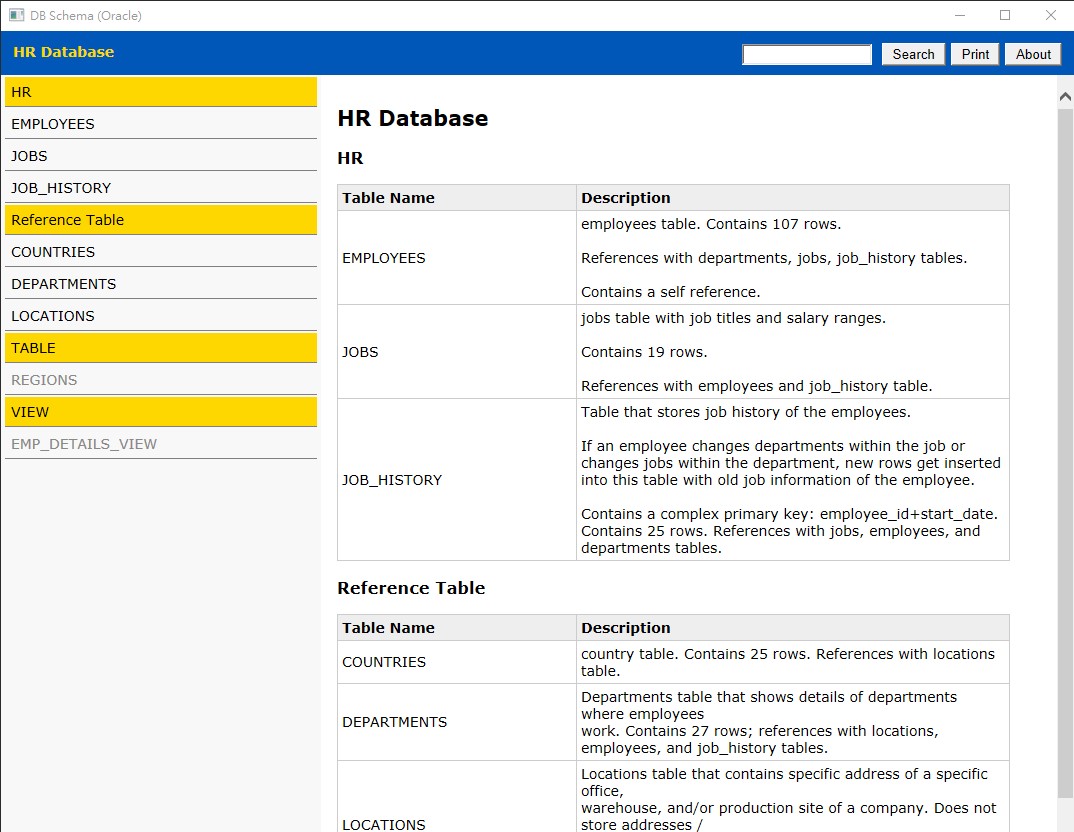 DB Schema (Oracle)
HR Database
Search
Print
About
HR
EMPLOYEES
JOBS
JOB_HISTORY
Reference Table
COUNTRIES
DEPARTMENTS
LOCATIONS
TABLE
REGIONS
VIEW
EMP_DETAILS_VIEW
HR Database
HR
Table Name
Description
EMPLOYEES
employees table. Contains 107 rows.
References with departments, jobs, job_history tables.
Contains a self reference.
JOBS
jobs table with job titles and salary ranges.
Contains 19 rows.
References with employees and job_history table.
JOB_HISTORY
Table that stores job history of the employees.
If an employee changes departments within the job or
changes jobs within the department, new rows get inserted
into this table with old job information of the employee.
Contains a complex primary key: employee_id+start_date.
Contains 25 rows. References with jobs, employees, and
departments tables.
Reference Table
Table Name
Description
COUNTRIES
country table. Contains 25 rows. References with locations
table.
DEPARTMENTS
Departments table that shows details of departments
where employees
work. Contains 27 rows; references with locations,
employees, and job_history tables.
LOCATIONS
Locations table that contains specific address of a specific
office,
warehouse, and/or production site of a company. Does not
store addresses /